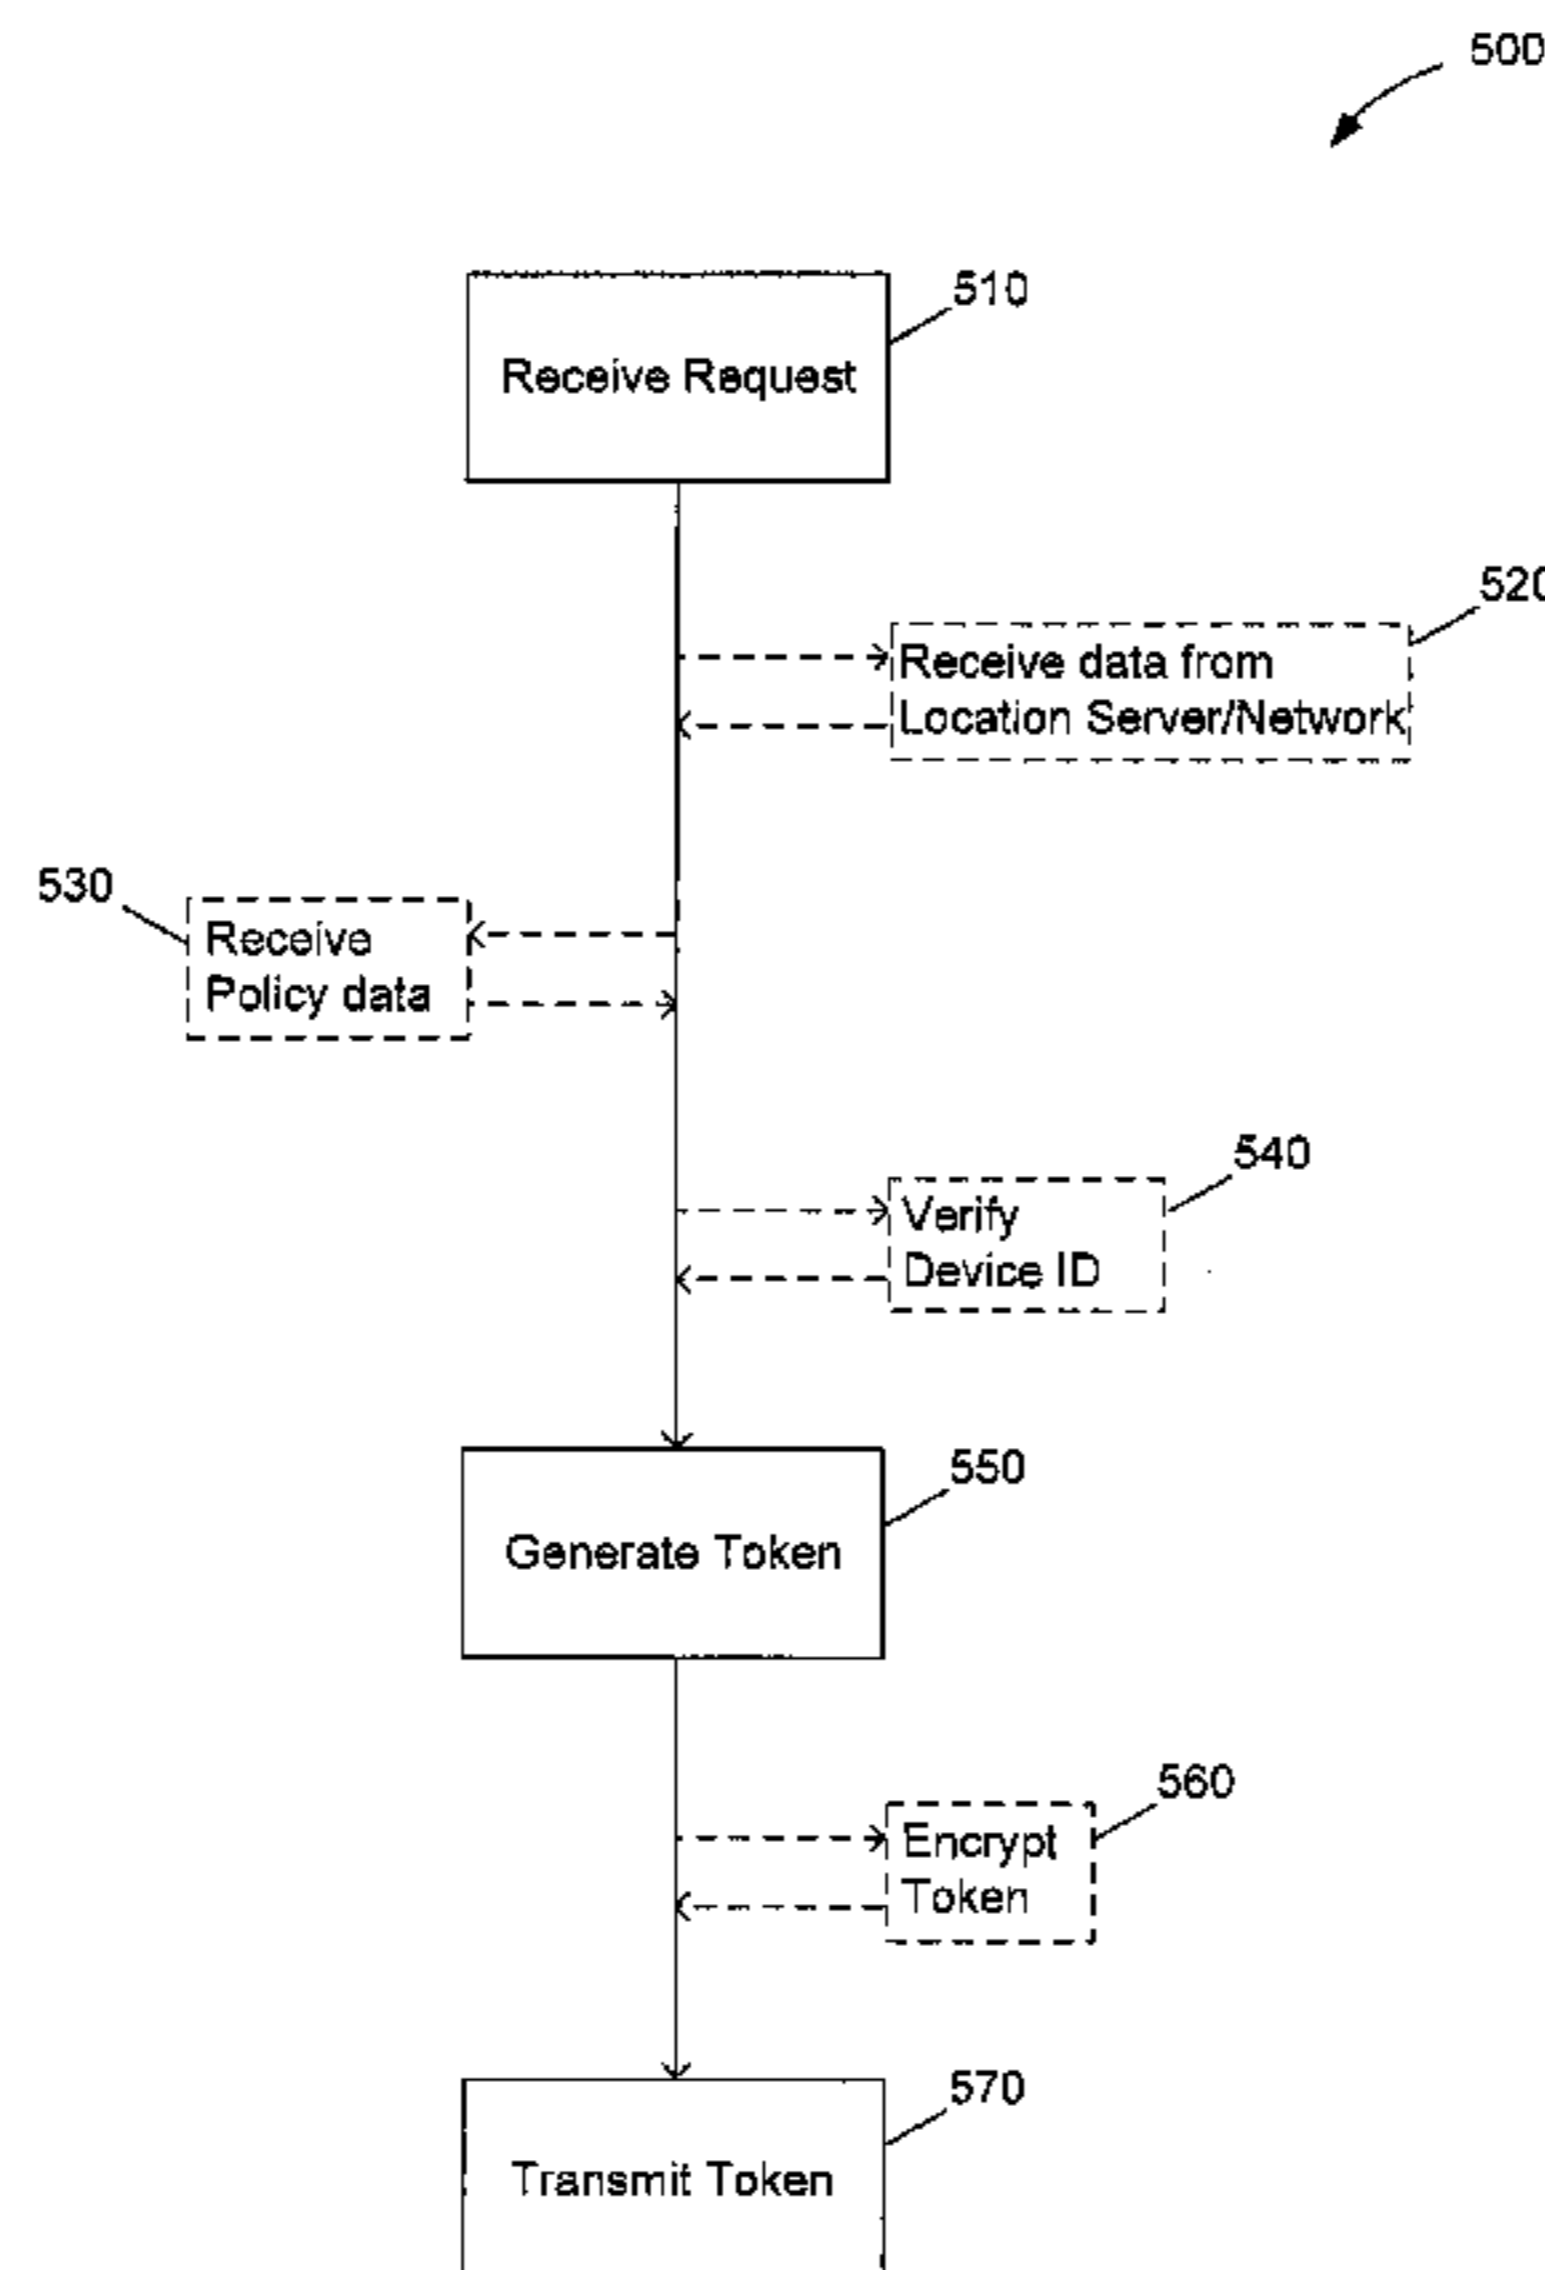 500
510
Receive Request
520
Receive data from
Location Server/Network
530
Receive
Policy data
540
Verify
Device ID
550
Generate Token
560
Encrypt
Token
570
Transmit Token